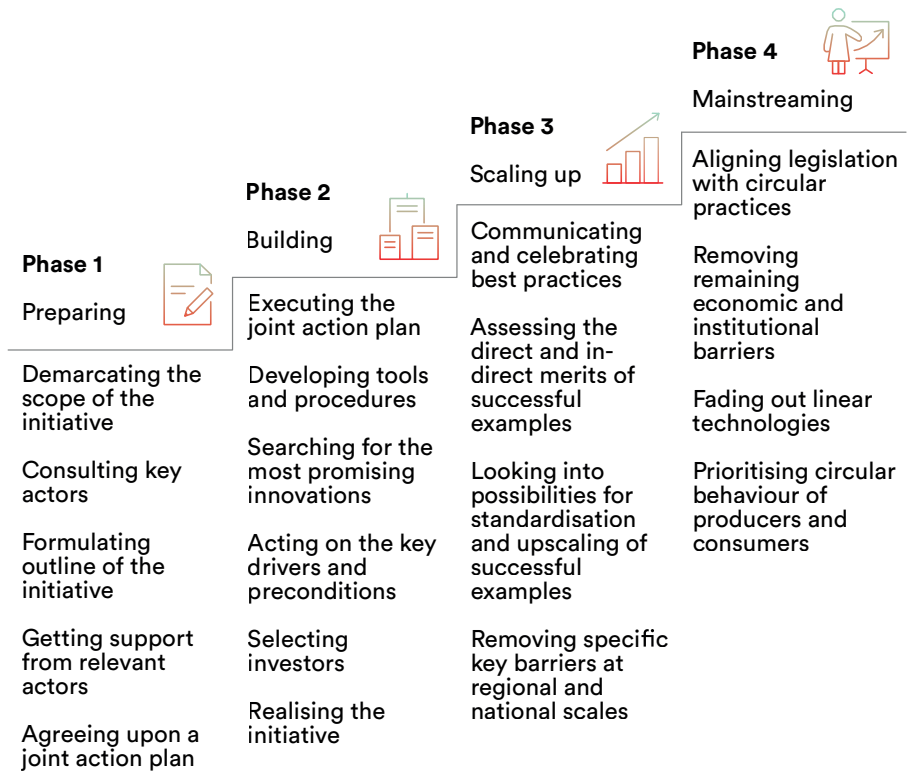 Phase 1
Preparing
Demarcating the
scope of the
initiative
Consulting key
actors
Formulating
outline of the
initiative
Getting support
from relevant
actors
Agreeing upon a
joint action plan
Phase 2
Building
Executing the
joint action plan
Developing tools
and procedures
Searching for the
most promising
innovations
Acting on the key
drivers and
preconditions
Selecting
investors
Realising the
initiative
Phase 3
Scaling up
Communicating
and celebrating
best practices
Assessing the
direct and in-
direct merits of
successful
examples
Looking into
possibilities for
standardisation
and upscaling of
successful
examples
Removing specific
key barriers at
regional and
national scales
Phase 4
Mainstreaming
Aligning legislation
with circular
practices
Removing
remaining
economic and
institutional
barriers
Fading out linear
technologies
Prioritising circular
behaviour of
producers and
consumers